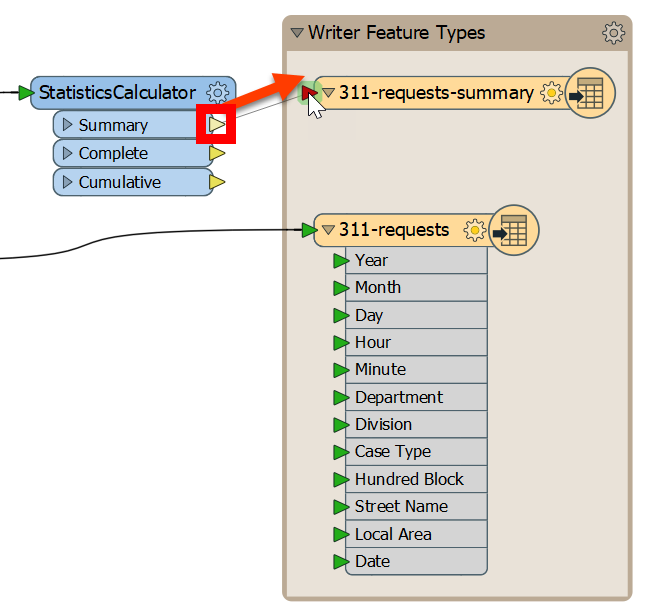 Writer Feature Types
StatisticsCalculator
Summary
Complete
Cumulative
311-requests-summary
311-requests
Year
Month
Day
Hour
Minute
Department
Division
Case Type
Hundred Block
Street Name
Local Area
Date